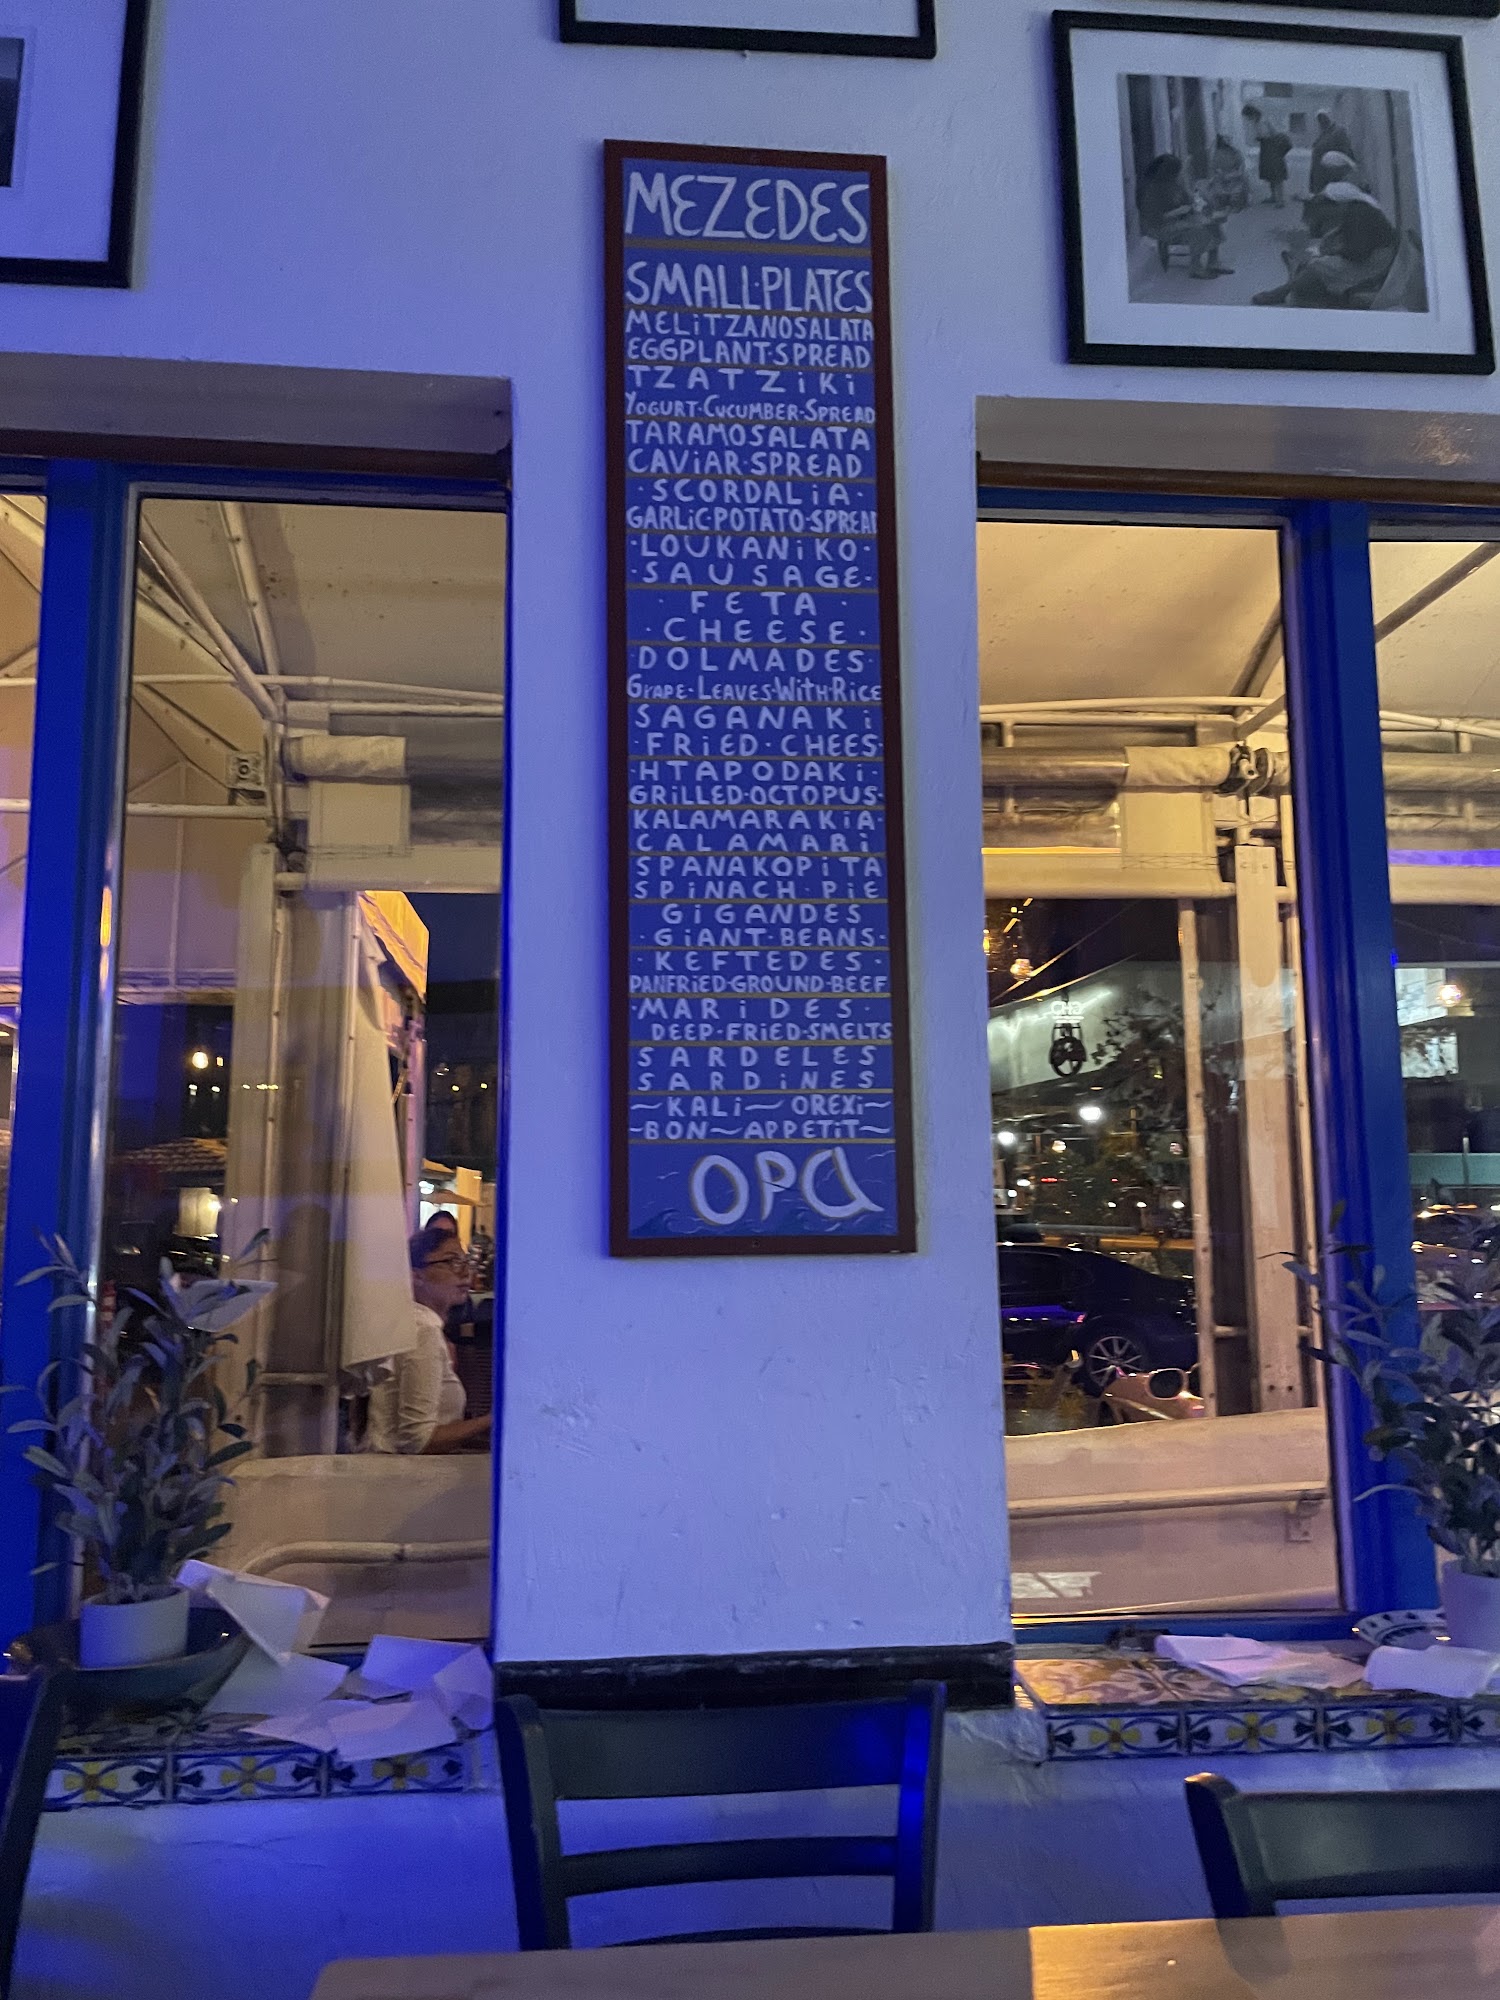 MEZEDES
SMALL·PLATES
MELiTZANOSALATA
EGGPLANT·SPREAD
TZATZiKi
YOGURT·CUCUMBER·SPREAD
TARAMOSALATA
CAViAR·SPREAD
·SCORDALiA·
GARLiC·POTATO·SPREAD
·LOUKANiKO·
·SAUSAGE·
·FETA·
·CHEESE·
·DOLMADES·
GRAPE·LEAVES·WiTH·RiCE
SAGANAKi
·FRiED·CHEES·
·HTAPODAKi·
GRiLLED·OCTOPUS·
KALAMARAKiA·
CALAMARi
SPANAKOPiTA
SPiNACH·PiE
GiGANDES
·GiANT·BEANS·
·KEFTEDES·
PANFRiED·GROUND·BEEF
·MARiDES·
DEEP·FRiED·SMELTS
SARDELES
SARDiNES
~KALi~OREXi~
~BON~APPETiT~
OPA